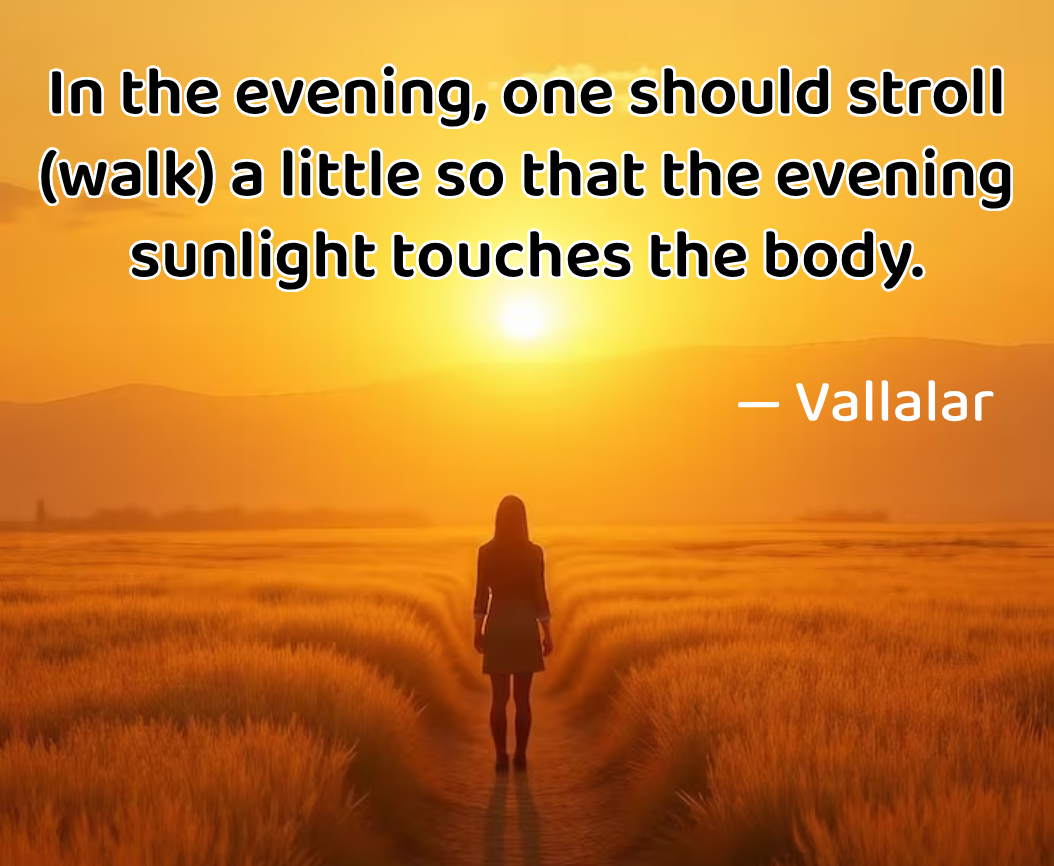 In the evening, one should stroll
(walk) a little so that the evening
sunlight touches the body.
— Vallalar